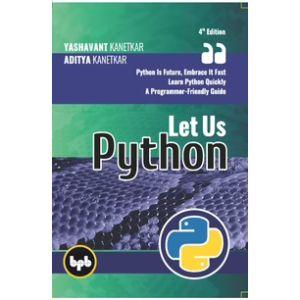 4th Edition
YASHAVANT KANETKAR
ADITYA KANETKAR
Python Is Future, Embrace It Fast
Learn Python Quickly
A Programmer-Friendly Guide
Let Us
Python
bpb